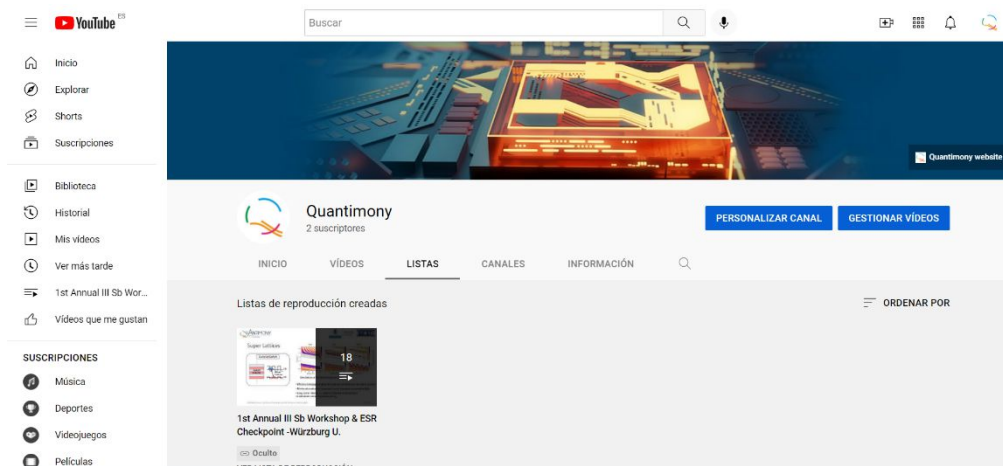 YouTube ES
Buscar
Inicio
Explorar
Shorts
Suscripciones
Biblioteca
Historial
Mis vídeos
Ver más tarde
1st Annual III Sb Wor...
Vídeos que me gustan
SUSCRIPCIONES
Música
Deportes
Videojuegos
Películas
Quantimony website
Quantimony
2 suscriptores
PERSONALIZAR CANAL
GESTIONAR VÍDEOS
INICIO VÍDEOS LISTAS CANALES INFORMACIÓN
Listas de reproducción creadas
ORDENAR POR
Super Lattices
18
1st Annual III Sb Workshop & ESR
Checkpoint -Würzburg U.
Oculto